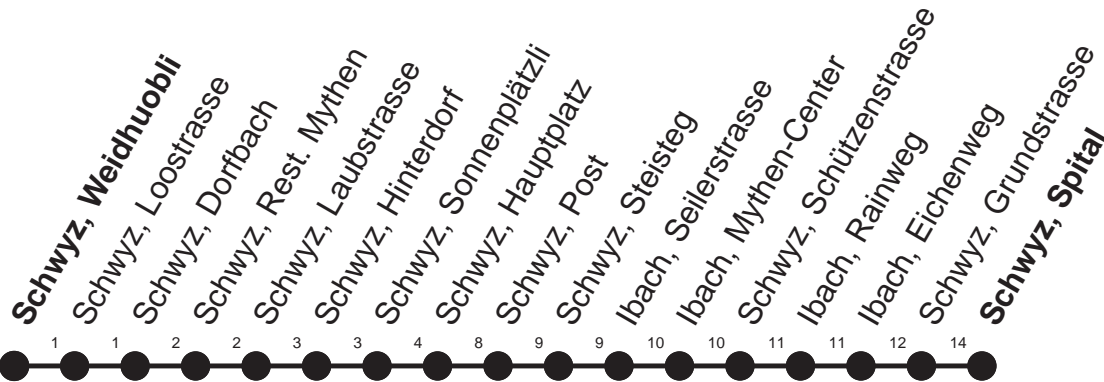 Schwyz, Weidhuobli
Schwyz, Loostrasse
Schwyz, Dorfbach
Schwyz, Rest. Mythen
Schwyz, Laubstrasse
Schwyz, Hinterdorf
Schwyz, Sonnenplätzli
Schwyz, Hauptplatz
Schwyz, Post
Schwyz, Steisteg
Ibach, Seilerstrasse
Ibach, Mythen-Center
Schwyz, Schützenstrasse
Ibach, Rainweg
Ibach, Eichenweg
Schwyz, Grundstrasse
Schwyz, Spital
1 1 2 2 3 3 4 8 9 9 10 10 11 11 12 14